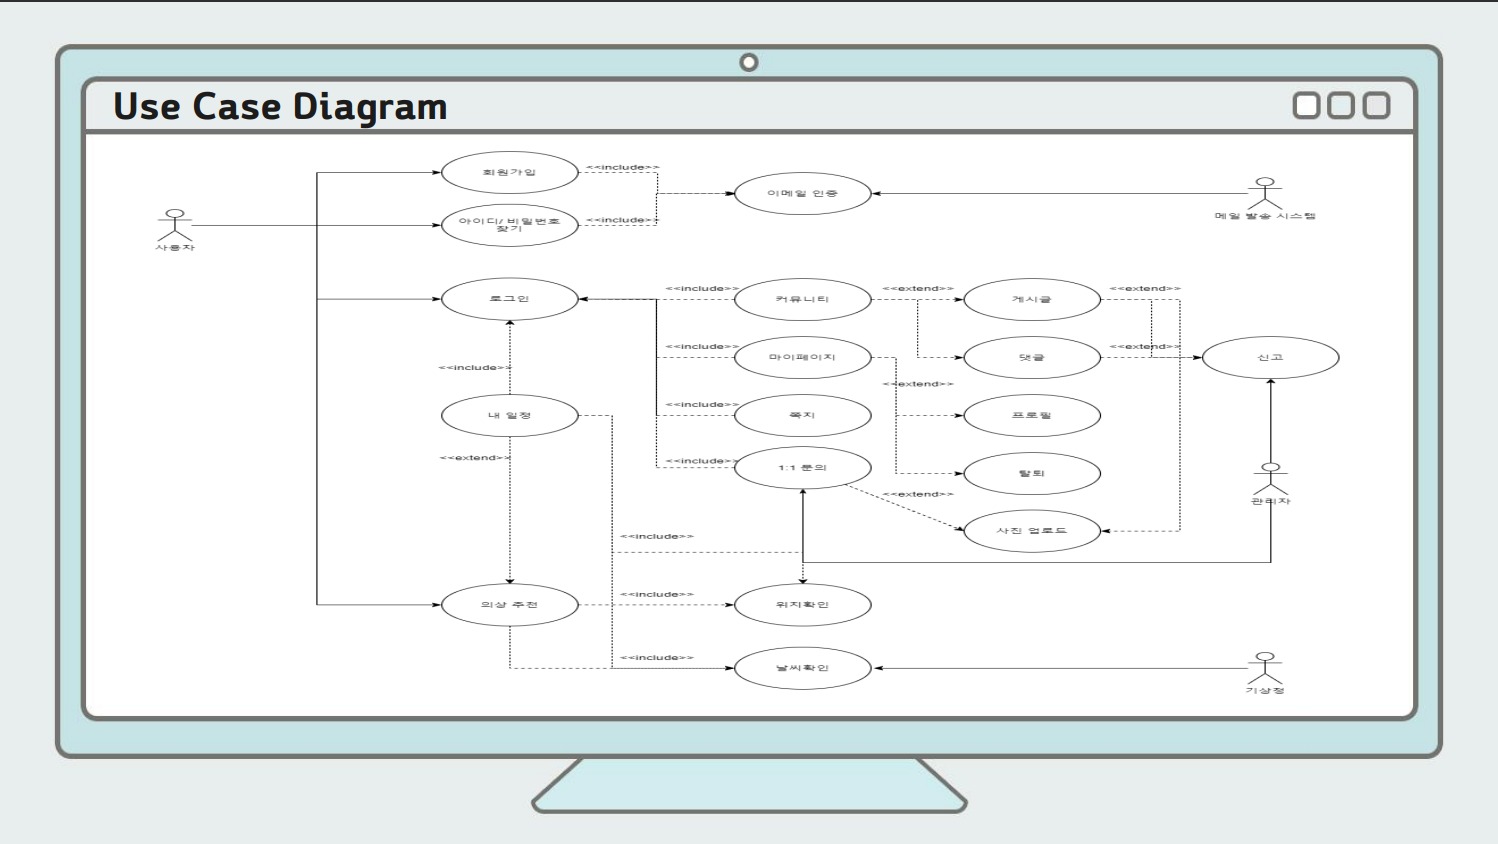 Use Case Diagram
회원가입
<<include>>
이메일 인증
메일 발송 시스템
사용자
아이디/ 비밀번호
찾기
<<include>>
로그인
<<include>>
커뮤니티
<<extend>>
게시글
<<extend>>
<<include>>
마이페이지
댓글
<<extend>>
신고
<<include>>
<<extend>>
내 일정
<<include>>
쪽지
프로필
<<extend>>
<<include>>
1:1 문의
<<extend>>
탈퇴
관리자
사진 업로드
<<include>>
의상 추천
<<include>>
위치확인
<<include>>
날씨확인
기상청